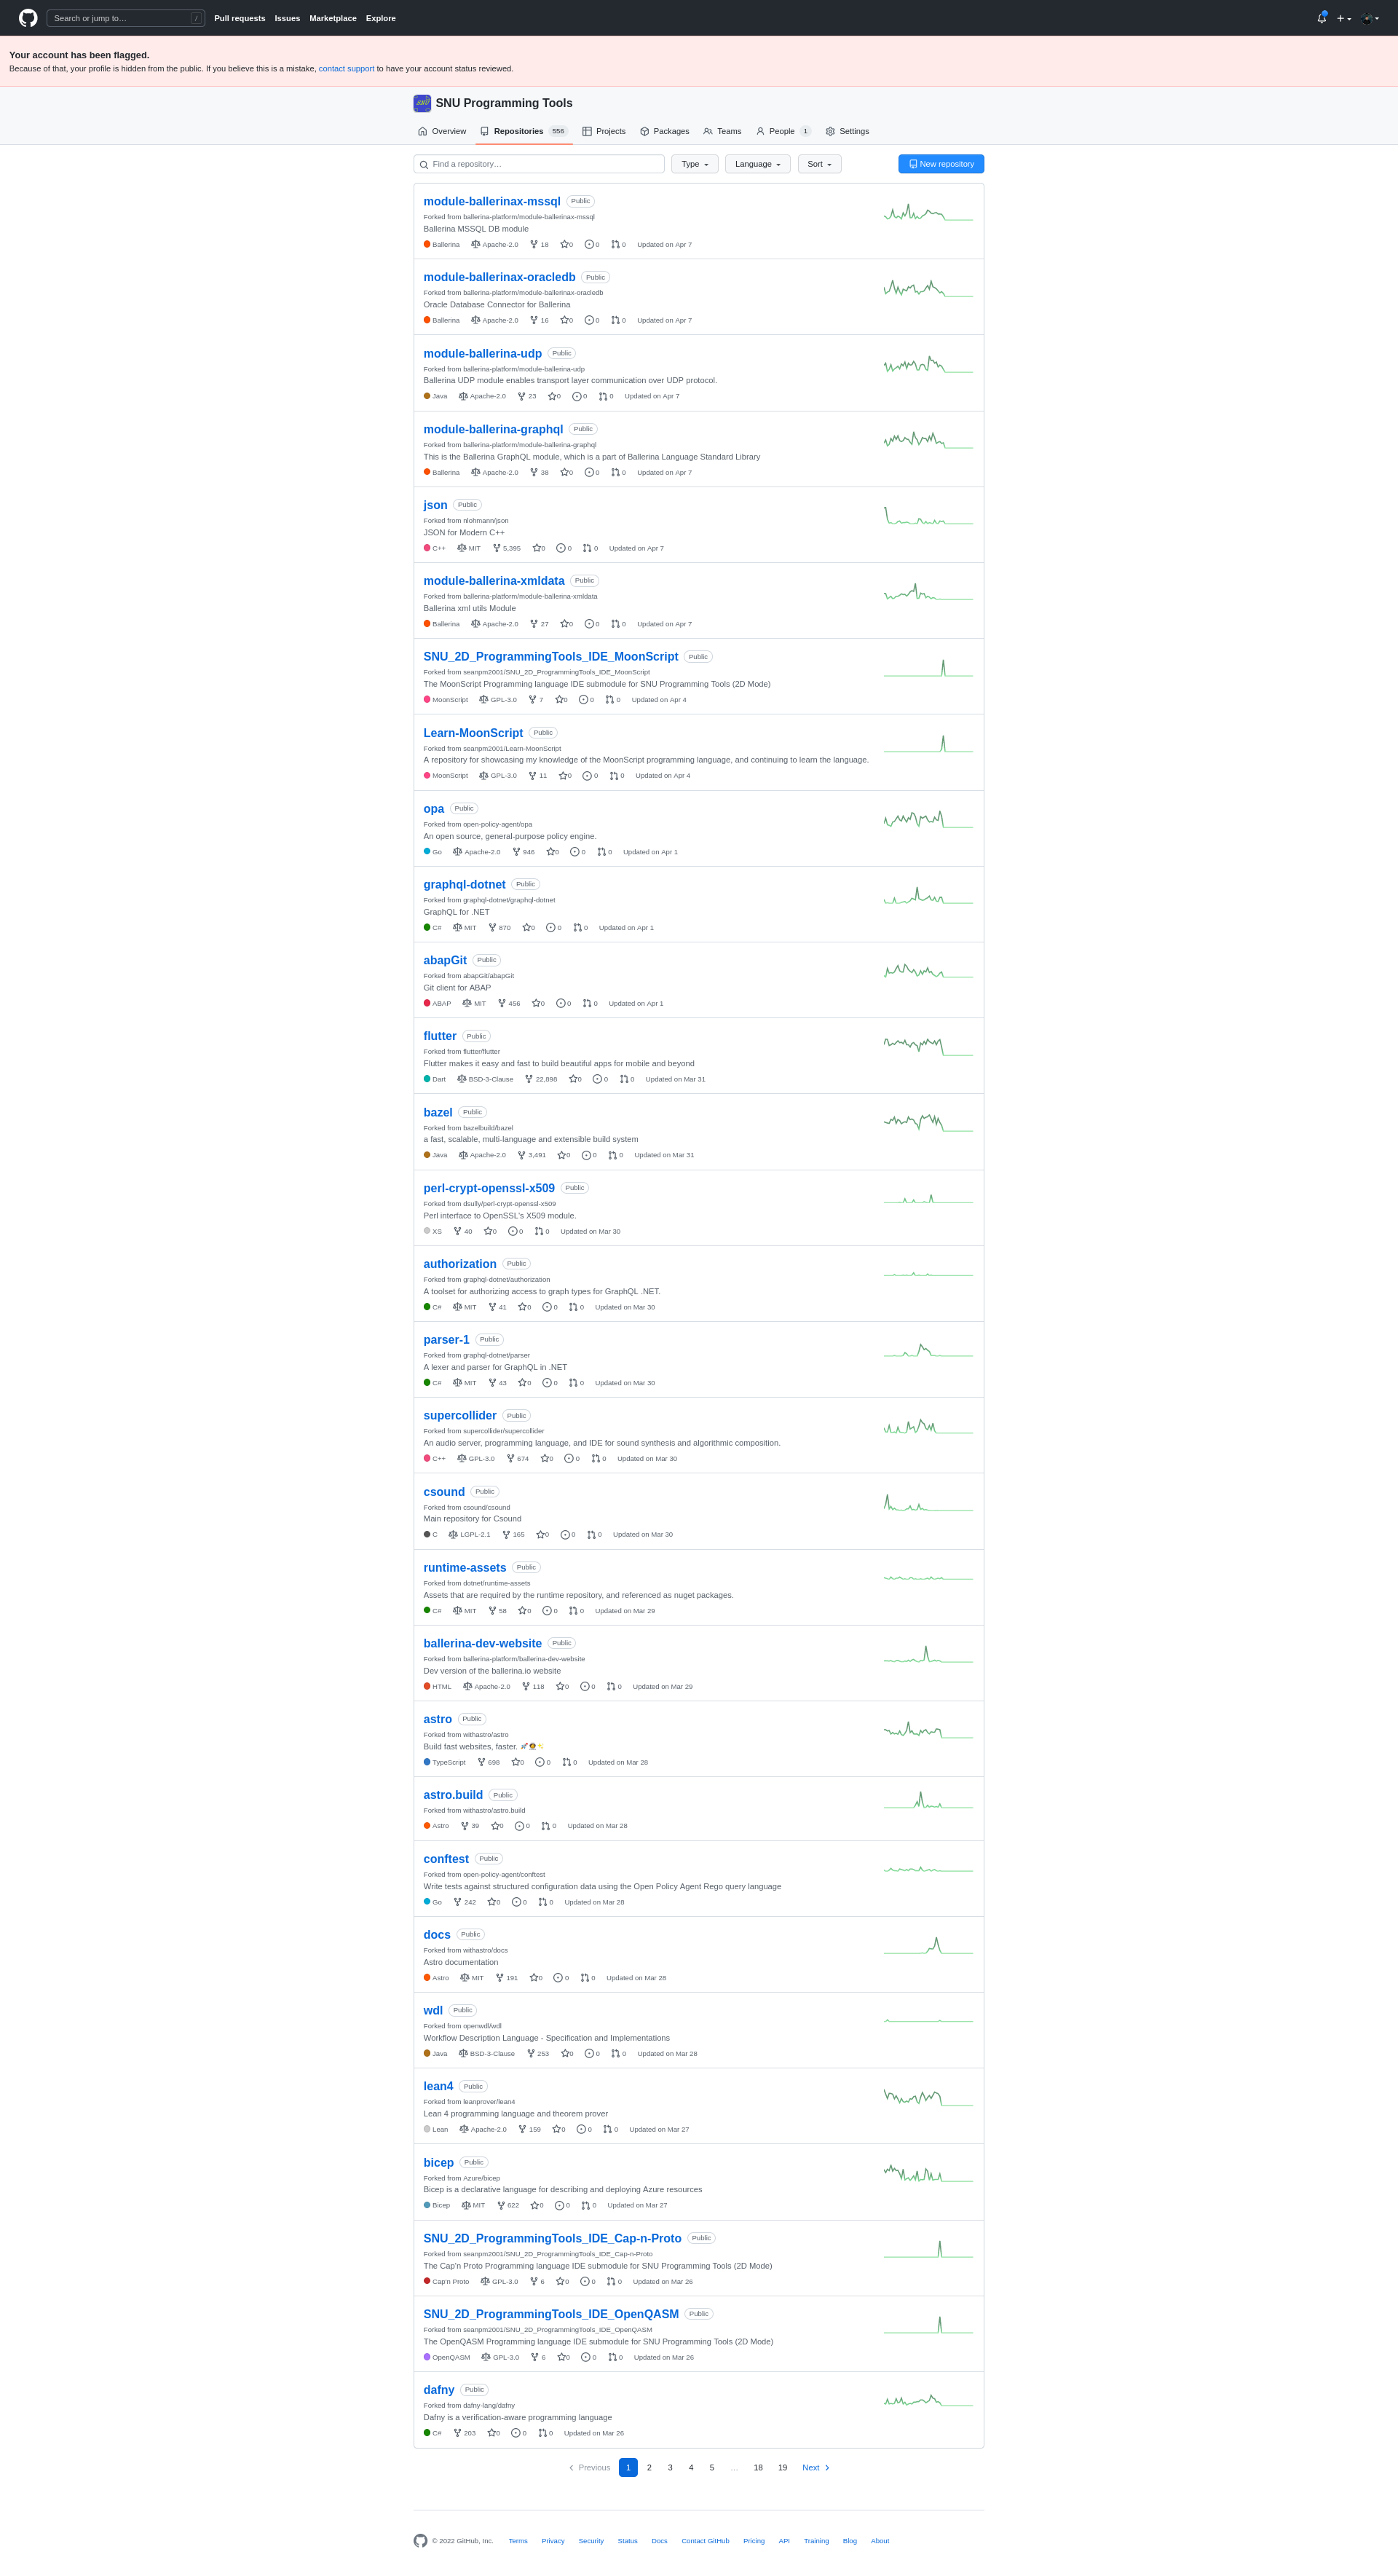 Search or jump to… /
Pull requests Issues Marketplace Explore
Your account has been flagged.
Because of that, your profile is hidden from the public. If you believe this is a mistake, contact support to have your account status reviewed.
SNU Programming Tools
Overview Repositories 556 Projects Packages Teams People 1 Settings
Find a repository… Type Language Sort New repository
module-ballerinax-mssql Public
Forked from ballerina-platform/module-ballerinax-mssql
Ballerina MSSQL DB module
Ballerina Apache-2.0 18 0 0 0 Updated on Apr 7
module-ballerinax-oracledb Public
Forked from ballerina-platform/module-ballerinax-oracledb
Oracle Database Connector for Ballerina
Ballerina Apache-2.0 16 0 0 0 Updated on Apr 7
module-ballerina-udp Public
Forked from ballerina-platform/module-ballerina-udp
Ballerina UDP module enables transport layer communication over UDP protocol.
Java Apache-2.0 23 0 0 0 Updated on Apr 7
module-ballerina-graphql Public
Forked from ballerina-platform/module-ballerina-graphql
This is the Ballerina GraphQL module, which is a part of Ballerina Language Standard Library
Ballerina Apache-2.0 38 0 0 0 Updated on Apr 7
json Public
Forked from nlohmann/json
JSON for Modern C++
C++ MIT 5,395 0 0 0 Updated on Apr 7
module-ballerina-xmldata Public
Forked from ballerina-platform/module-ballerina-xmldata
Ballerina xml utils Module
Ballerina Apache-2.0 27 0 0 0 Updated on Apr 7
SNU_2D_ProgrammingTools_IDE_MoonScript Public
Forked from seanpm2001/SNU_2D_ProgrammingTools_IDE_MoonScript
The MoonScript Programming language IDE submodule for SNU Programming Tools (2D Mode)
MoonScript GPL-3.0 7 0 0 0 Updated on Apr 4
Learn-MoonScript Public
Forked from seanpm2001/Learn-MoonScript
A repository for showcasing my knowledge of the MoonScript programming language, and continuing to learn the language.
MoonScript GPL-3.0 11 0 0 0 Updated on Apr 4
opa Public
Forked from open-policy-agent/opa
An open source, general-purpose policy engine.
Go Apache-2.0 946 0 0 0 Updated on Apr 1
graphql-dotnet Public
Forked from graphql-dotnet/graphql-dotnet
GraphQL for .NET
C# MIT 870 0 0 0 Updated on Apr 1
abapGit Public
Forked from abapGit/abapGit
Git client for ABAP
ABAP MIT 456 0 0 0 Updated on Apr 1
flutter Public
Forked from flutter/flutter
Flutter makes it easy and fast to build beautiful apps for mobile and beyond
Dart BSD-3-Clause 22,898 0 0 0 Updated on Mar 31
bazel Public
Forked from bazelbuild/bazel
a fast, scalable, multi-language and extensible build system
Java Apache-2.0 3,491 0 0 0 Updated on Mar 31
perl-crypt-openssl-x509 Public
Forked from dsully/perl-crypt-openssl-x509
Perl interface to OpenSSL's X509 module.
XS 40 0 0 0 Updated on Mar 30
authorization Public
Forked from graphql-dotnet/authorization
A toolset for authorizing access to graph types for GraphQL .NET.
C# MIT 41 0 0 0 Updated on Mar 30
parser-1 Public
Forked from graphql-dotnet/parser
A lexer and parser for GraphQL in .NET
C# MIT 43 0 0 0 Updated on Mar 30
supercollider Public
Forked from supercollider/supercollider
An audio server, programming language, and IDE for sound synthesis and algorithmic composition.
C++ GPL-3.0 674 0 0 0 Updated on Mar 30
csound Public
Forked from csound/csound
Main repository for Csound
C LGPL-2.1 165 0 0 0 Updated on Mar 30
runtime-assets Public
Forked from dotnet/runtime-assets
Assets that are required by the runtime repository, and referenced as nuget packages.
C# MIT 58 0 0 0 Updated on Mar 29
ballerina-dev-website Public
Forked from ballerina-platform/ballerina-dev-website
Dev version of the ballerina.io website
HTML Apache-2.0 118 0 0 0 Updated on Mar 29
astro Public
Forked from withastro/astro
Build fast websites, faster. 🚀🧑‍🚀✨
TypeScript 698 0 0 0 Updated on Mar 28
astro.build Public
Forked from withastro/astro.build
Astro 39 0 0 0 Updated on Mar 28
conftest Public
Forked from open-policy-agent/conftest
Write tests against structured configuration data using the Open Policy Agent Rego query language
Go 242 0 0 0 Updated on Mar 28
docs Public
Forked from withastro/docs
Astro documentation
Astro MIT 191 0 0 0 Updated on Mar 28
wdl Public
Forked from openwdl/wdl
Workflow Description Language - Specification and Implementations
Java BSD-3-Clause 253 0 0 0 Updated on Mar 28
lean4 Public
Forked from leanprover/lean4
Lean 4 programming language and theorem prover
Lean Apache-2.0 159 0 0 0 Updated on Mar 27
bicep Public
Forked from Azure/bicep
Bicep is a declarative language for describing and deploying Azure resources
Bicep MIT 622 0 0 0 Updated on Mar 27
SNU_2D_ProgrammingTools_IDE_Cap-n-Proto Public
Forked from seanpm2001/SNU_2D_ProgrammingTools_IDE_Cap-n-Proto
The Cap'n Proto Programming language IDE submodule for SNU Programming Tools (2D Mode)
Cap'n Proto GPL-3.0 6 0 0 0 Updated on Mar 26
SNU_2D_ProgrammingTools_IDE_OpenQASM Public
Forked from seanpm2001/SNU_2D_ProgrammingTools_IDE_OpenQASM
The OpenQASM Programming language IDE submodule for SNU Programming Tools (2D Mode)
OpenQASM GPL-3.0 6 0 0 0 Updated on Mar 26
dafny Public
Forked from dafny-lang/dafny
Dafny is a verification-aware programming language
C# 203 0 0 0 Updated on Mar 26
Previous 1 2 3 4 5 … 18 19 Next
© 2022 GitHub, Inc. Terms Privacy Security Status Docs Contact GitHub Pricing API Training Blog About